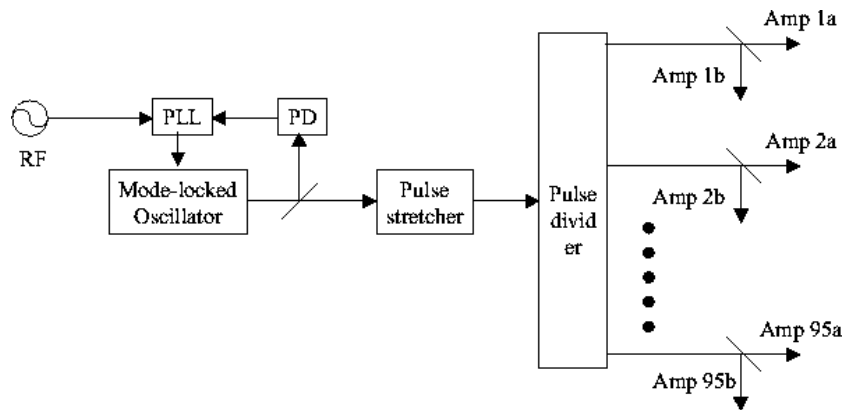 Amp 1a
Amp 1b
RF
PLL
PD
Mode-locked
Oscillator
Pulse
stretcher
Pulse
divid
er
Amp 2a
Amp 2b
Amp 95a
Amp 95b